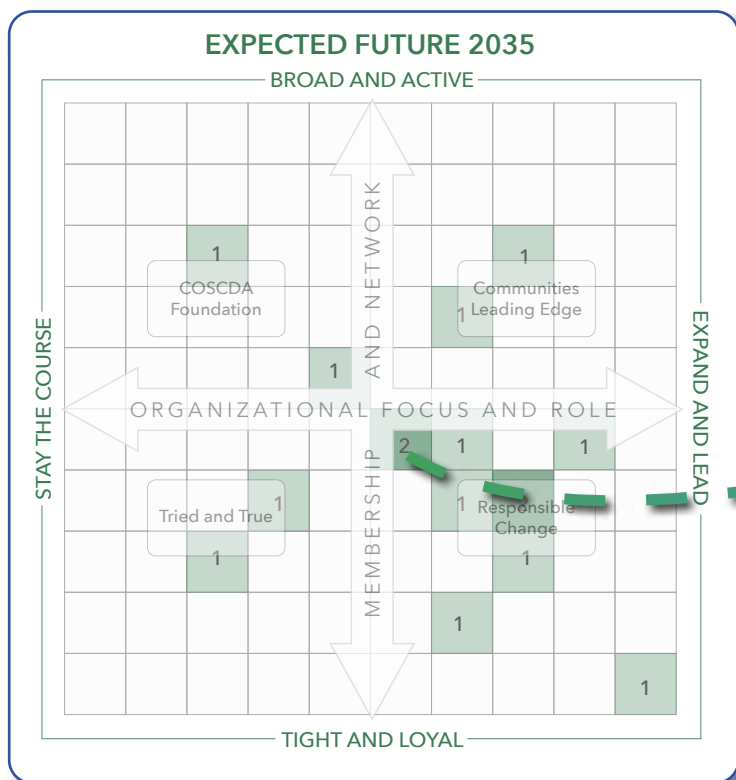 EXPECTED FUTURE 2035
BROAD AND ACTIVE
1
1
COSCDA
Foundation
Communities
1
Leading Edge
AND NETWORK
1
STAY THE COURSE
ORGANIZATIONAL FOCUS AND ROLE
EXPAND AND LEAD
2
1
1
MEMBERSHIP
1
1
Tried and True
Responsible
Change
1
1
1
1
TIGHT AND LOYAL